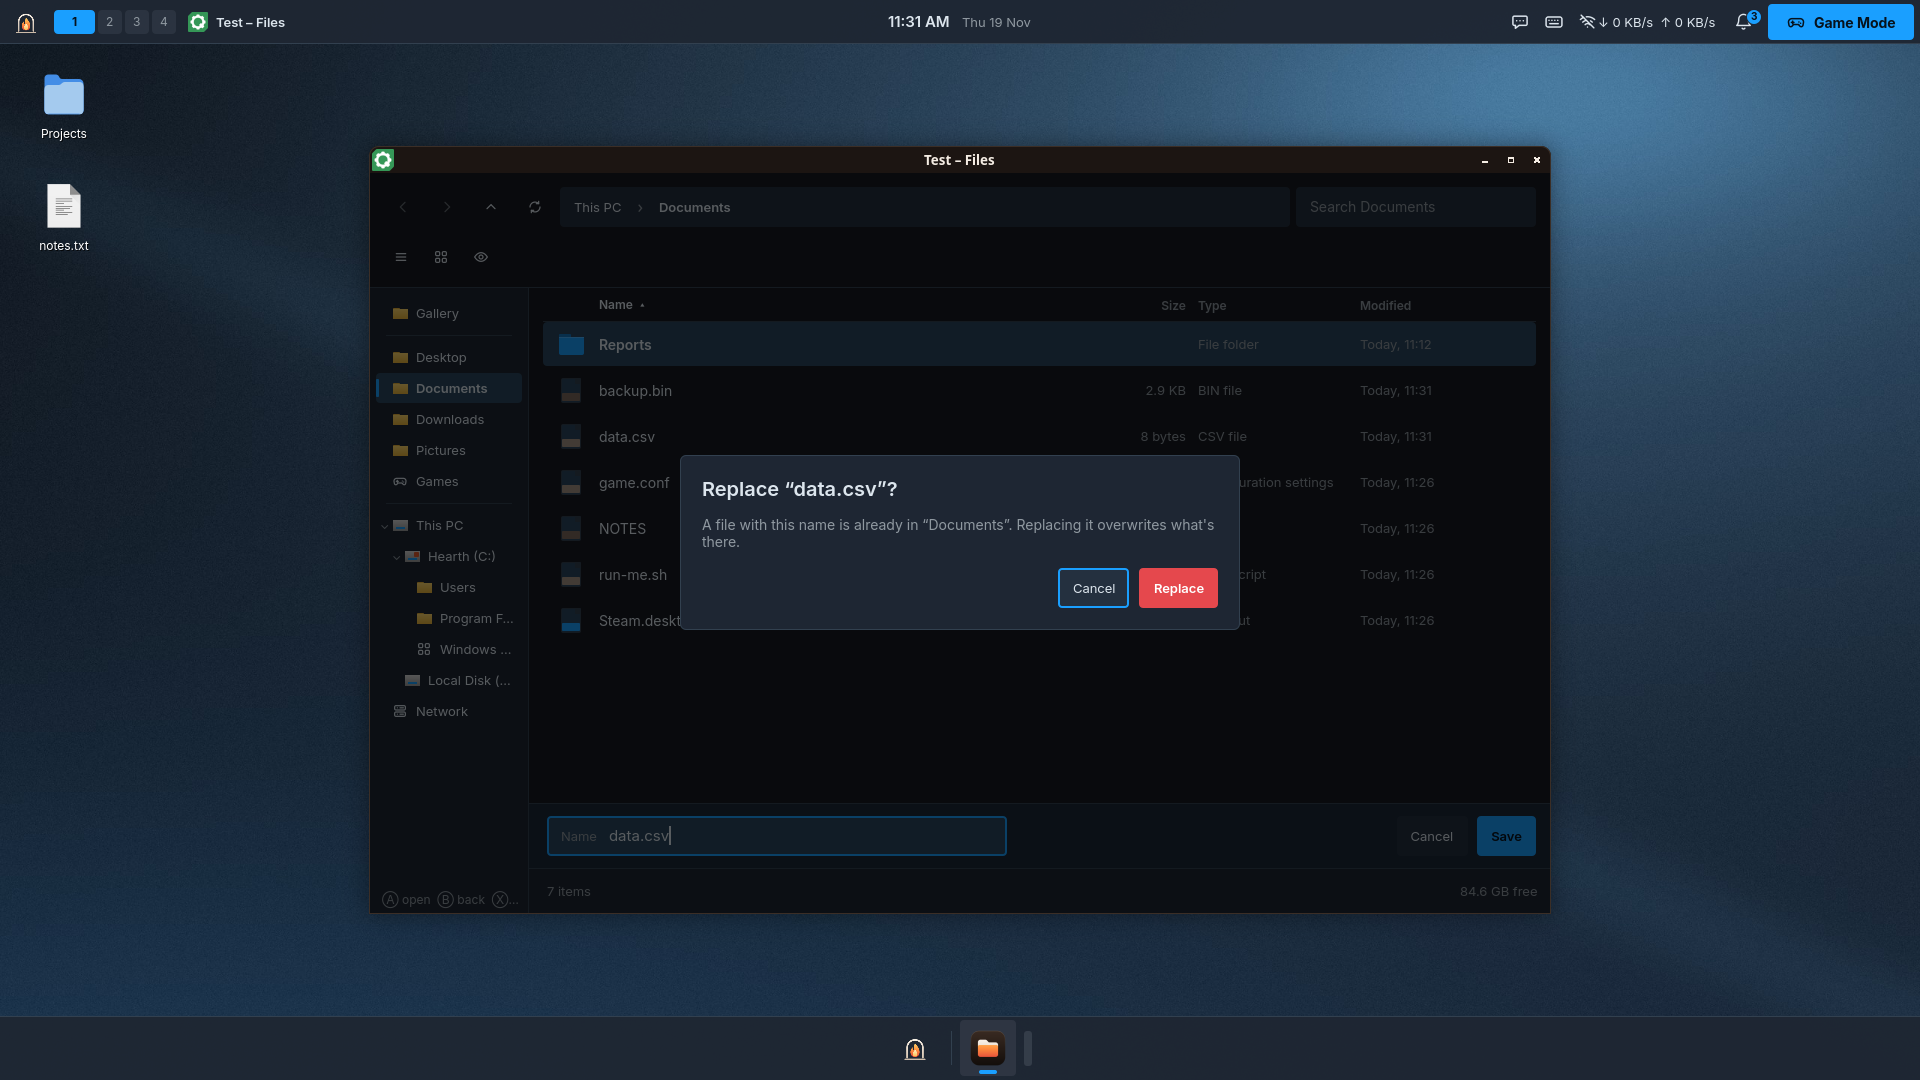 1 2 3 4 Test – Files
11:31 AM Thu 19 Nov
0 KB/s 0 KB/s 3 Game Mode
Projects
notes.txt
Test – Files
This PC Documents
Search Documents
Name Size Type Modified
Gallery
Desktop
Documents
Downloads
Pictures
Games
This PC
Hearth (C:)
Users
Program F...
Windows ...
Local Disk (...
Network
Reports File folder Today, 11:12
backup.bin 2.9 KB BIN file Today, 11:31
data.csv 8 bytes CSV file Today, 11:31
game.conf uration settings Today, 11:26
NOTES Today, 11:26
run-me.sh cript Today, 11:26
Steam.deskt ut Today, 11:26
Replace “data.csv”?
A file with this name is already in “Documents”. Replacing it overwrites what's
there.
Cancel Replace
Name data.csv
Cancel Save
7 items 84.6 GB free
A open B back X...